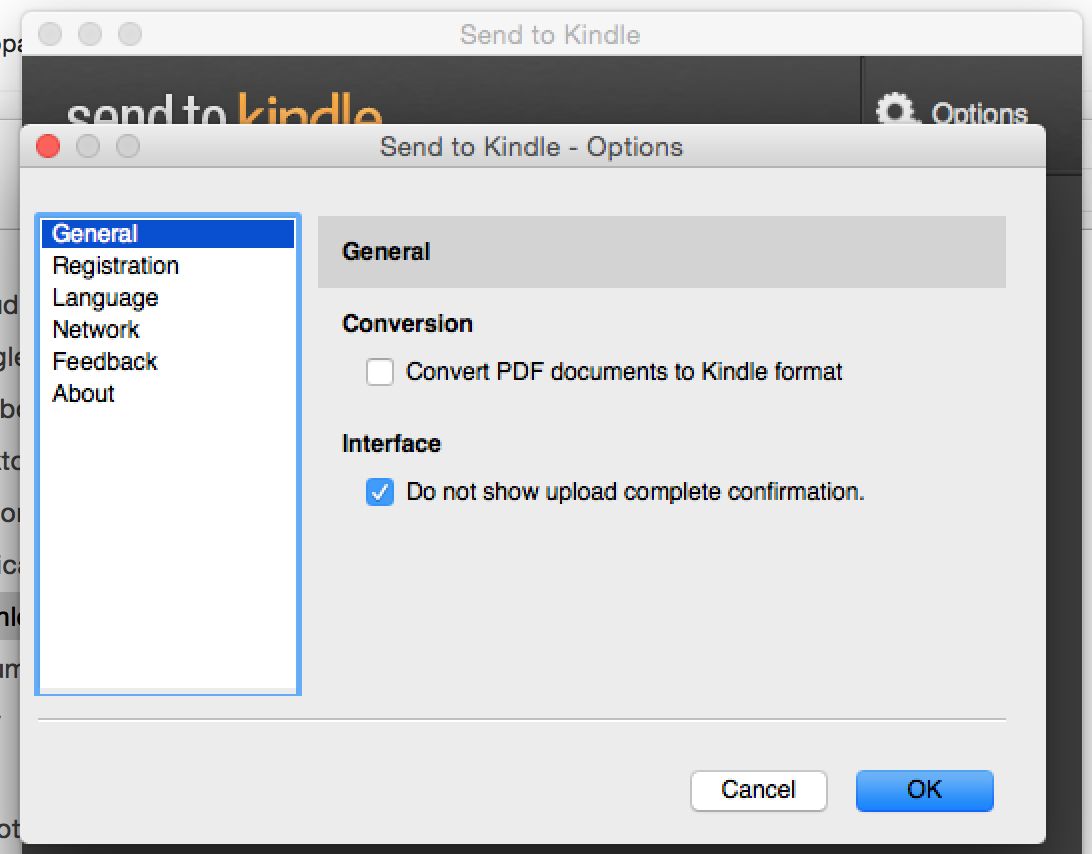 Send to Kindle
send to kindle
Options
Send to Kindle - Options
General
Registration
Language
Network
Feedback
About
General
Conversion
Convert PDF documents to Kindle format
Interface
Do not show upload complete confirmation.
Cancel
OK